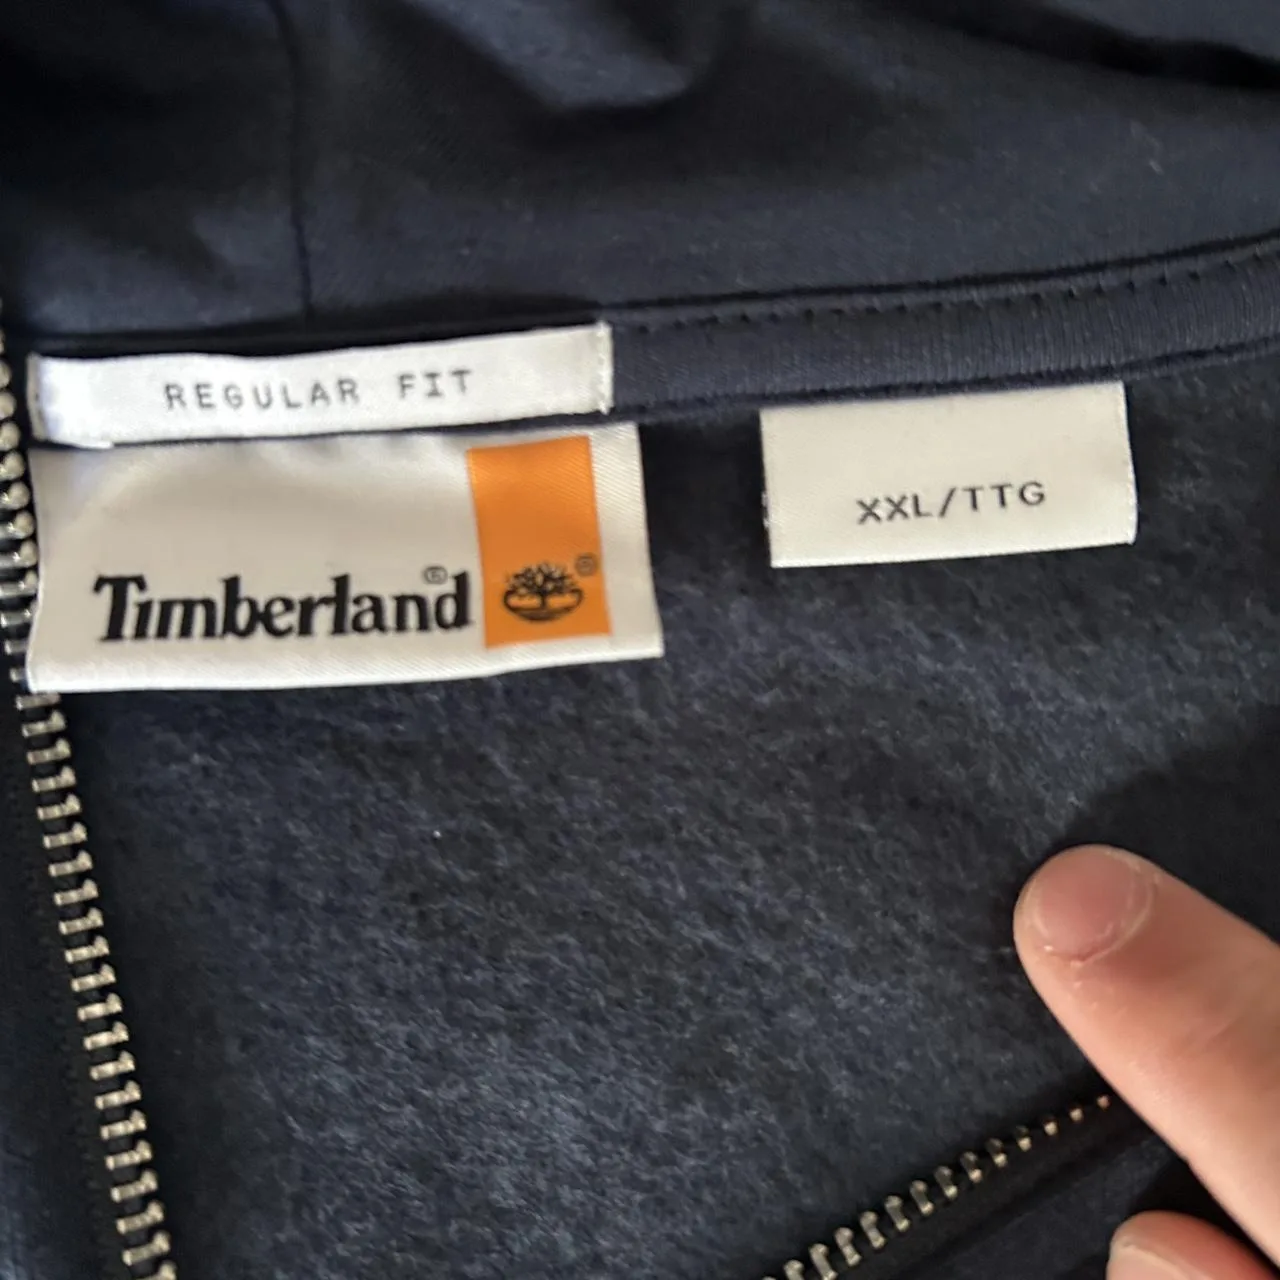 REGULAR FIT
Timberland®
®
XXL/TTG